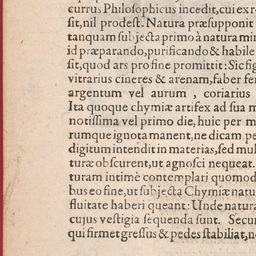 currus Philosophicus incedit, cui ex re
sit, nil prodest. Natura præsupponit
tanquam subjecta primo à natura min
id præparando, purificando & habile
sit, quod ars pro fine promittit: Sic fig
vitrarius cineres & arenam, faber fer
argentum vel aurum, coriarius
Ita quoque chymiæ artifex ad sua m
notissima vel primo die, huic per m
rumque ignota manent, ne dicam, pe
digitum intendit in materias, sed mul
turæ obscurent, ut agnosci nequeat.
turam intimè contemplari quomod
bus eo fine, ut subjecta Chymiæ natu
fluitate haberi queant: Unde natura
cujus vestigia sequenda sunt. Secun
qui firmet gressus & pedes stabiliat, n